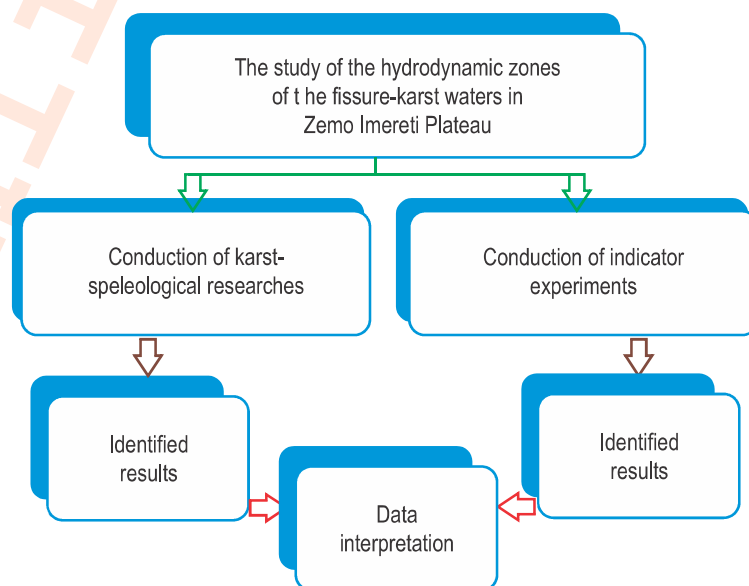 The study of the hydrodynamic zones
of t he fissure-karst waters in
Zemo Imereti Plateau
Conduction of karst-
speleological researches
Conduction of indicator
experiments
Identified
results
Identified
results
Data
interpretation